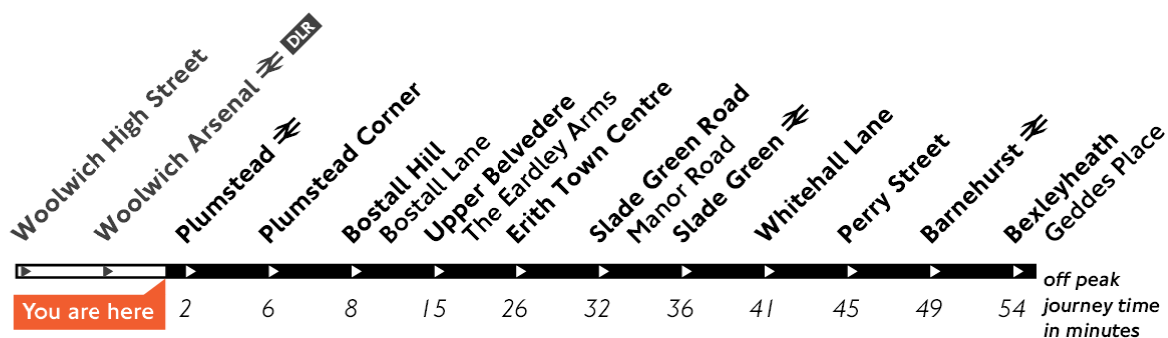 Woolwich High Street
Woolwich Arsenal DLR
Plumstead
Plumstead Corner
Bostall Hill
Bostall Lane
Upper Belvedere
The Eardley Arms
Erith Town Centre
Slade Green Road
Manor Road
Slade Green
Whitehall Lane
Perry Street
Barnehurst
Bexleyheath
Geddes Place
You are here
2 6 8 15 26 32 36 41 45 49 54
off peak
journey time
in minutes